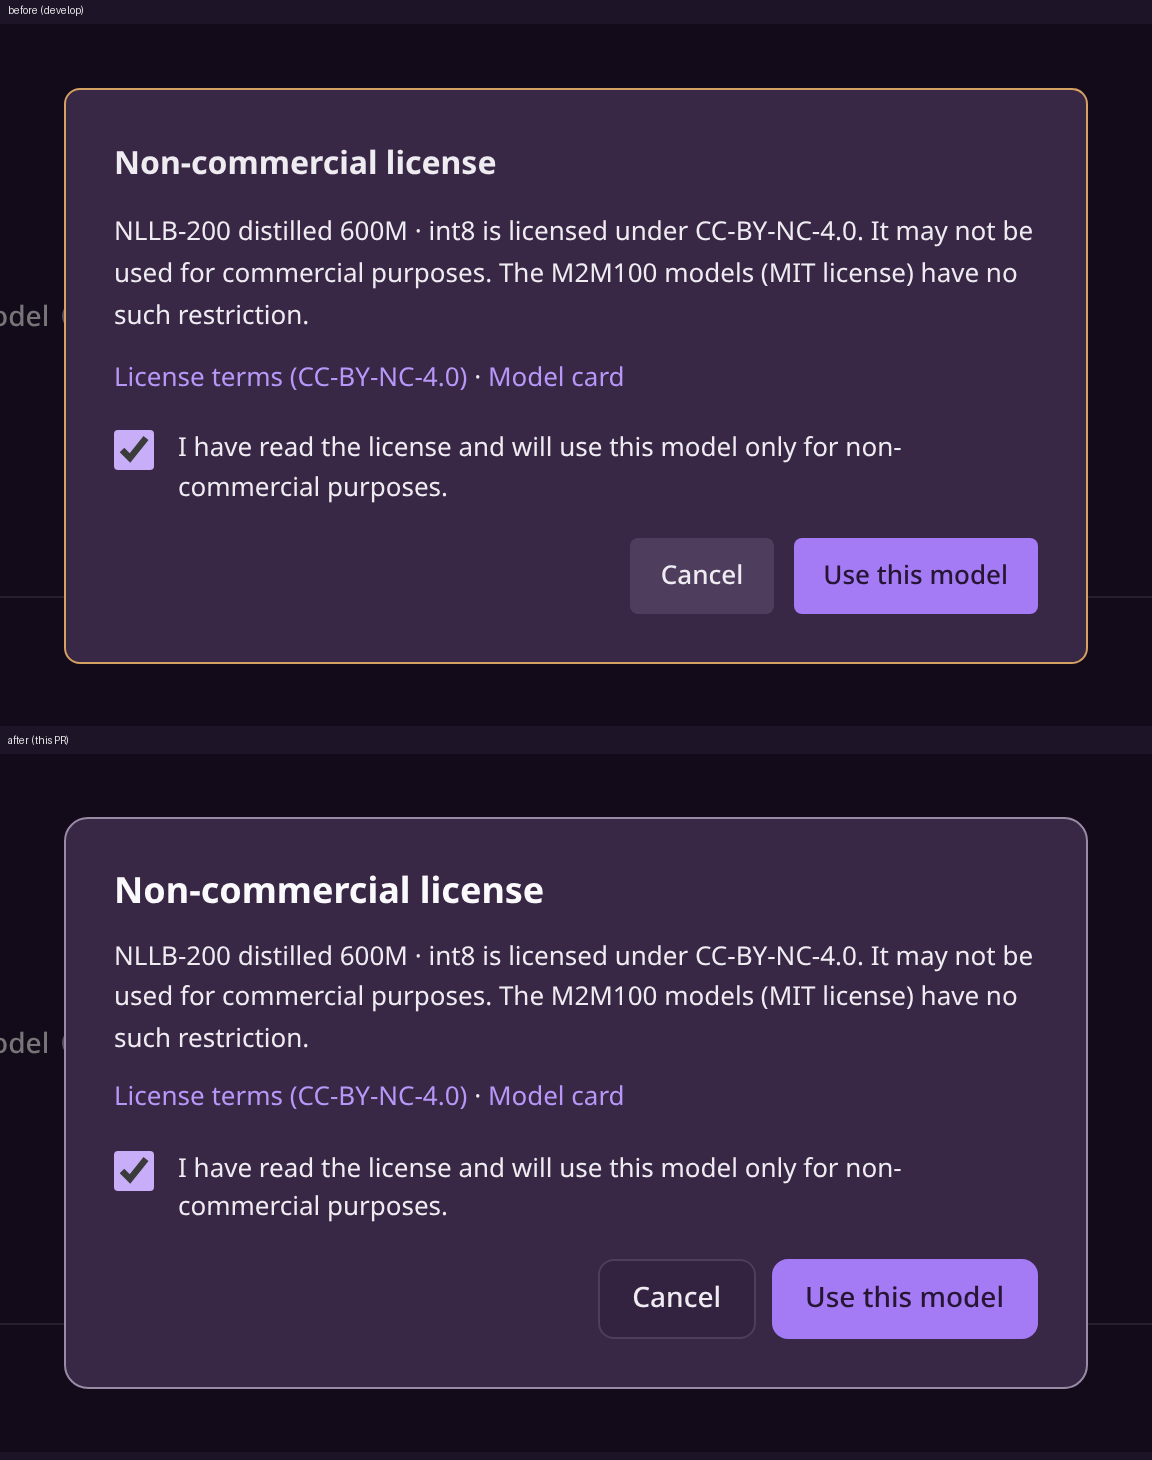 before (develop)
Non-commercial license
NLLB-200 distilled 600M · int8 is licensed under CC-BY-NC-4.0. It may not be
used for commercial purposes. The M2M100 models (MIT license) have no
odel
such restriction.
License terms (CC-BY-NC-4.0) · Model card
I have read the license and will use this model only for non-
commercial purposes.
Cancel
Use this model
after (this PR)
Non-commercial license
NLLB-200 distilled 600M · int8 is licensed under CC-BY-NC-4.0. It may not be
used for commercial purposes. The M2M100 models (MIT license) have no
odel
such restriction.
License terms (CC-BY-NC-4.0) · Model card
I have read the license and will use this model only for non-
commercial purposes.
Cancel
Use this model